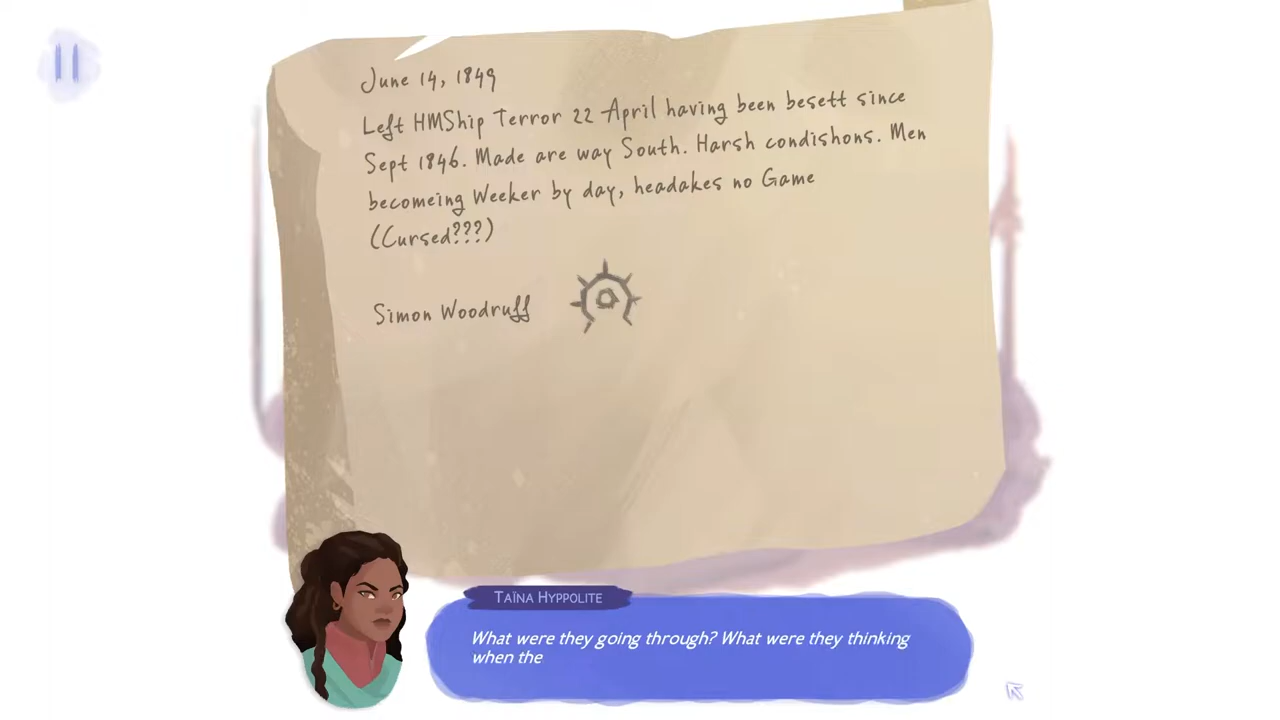 June 14, 1849
Left HMShip Terror 22 April having been besett since
Sept 1846. Made are way South. Harsh condishons. Men
becomeing Weeker by day, headakes no Game
(Cursed???)
Simon Woodruff
Taïna Hyppolite
What were they going through? What were they thinking
when the